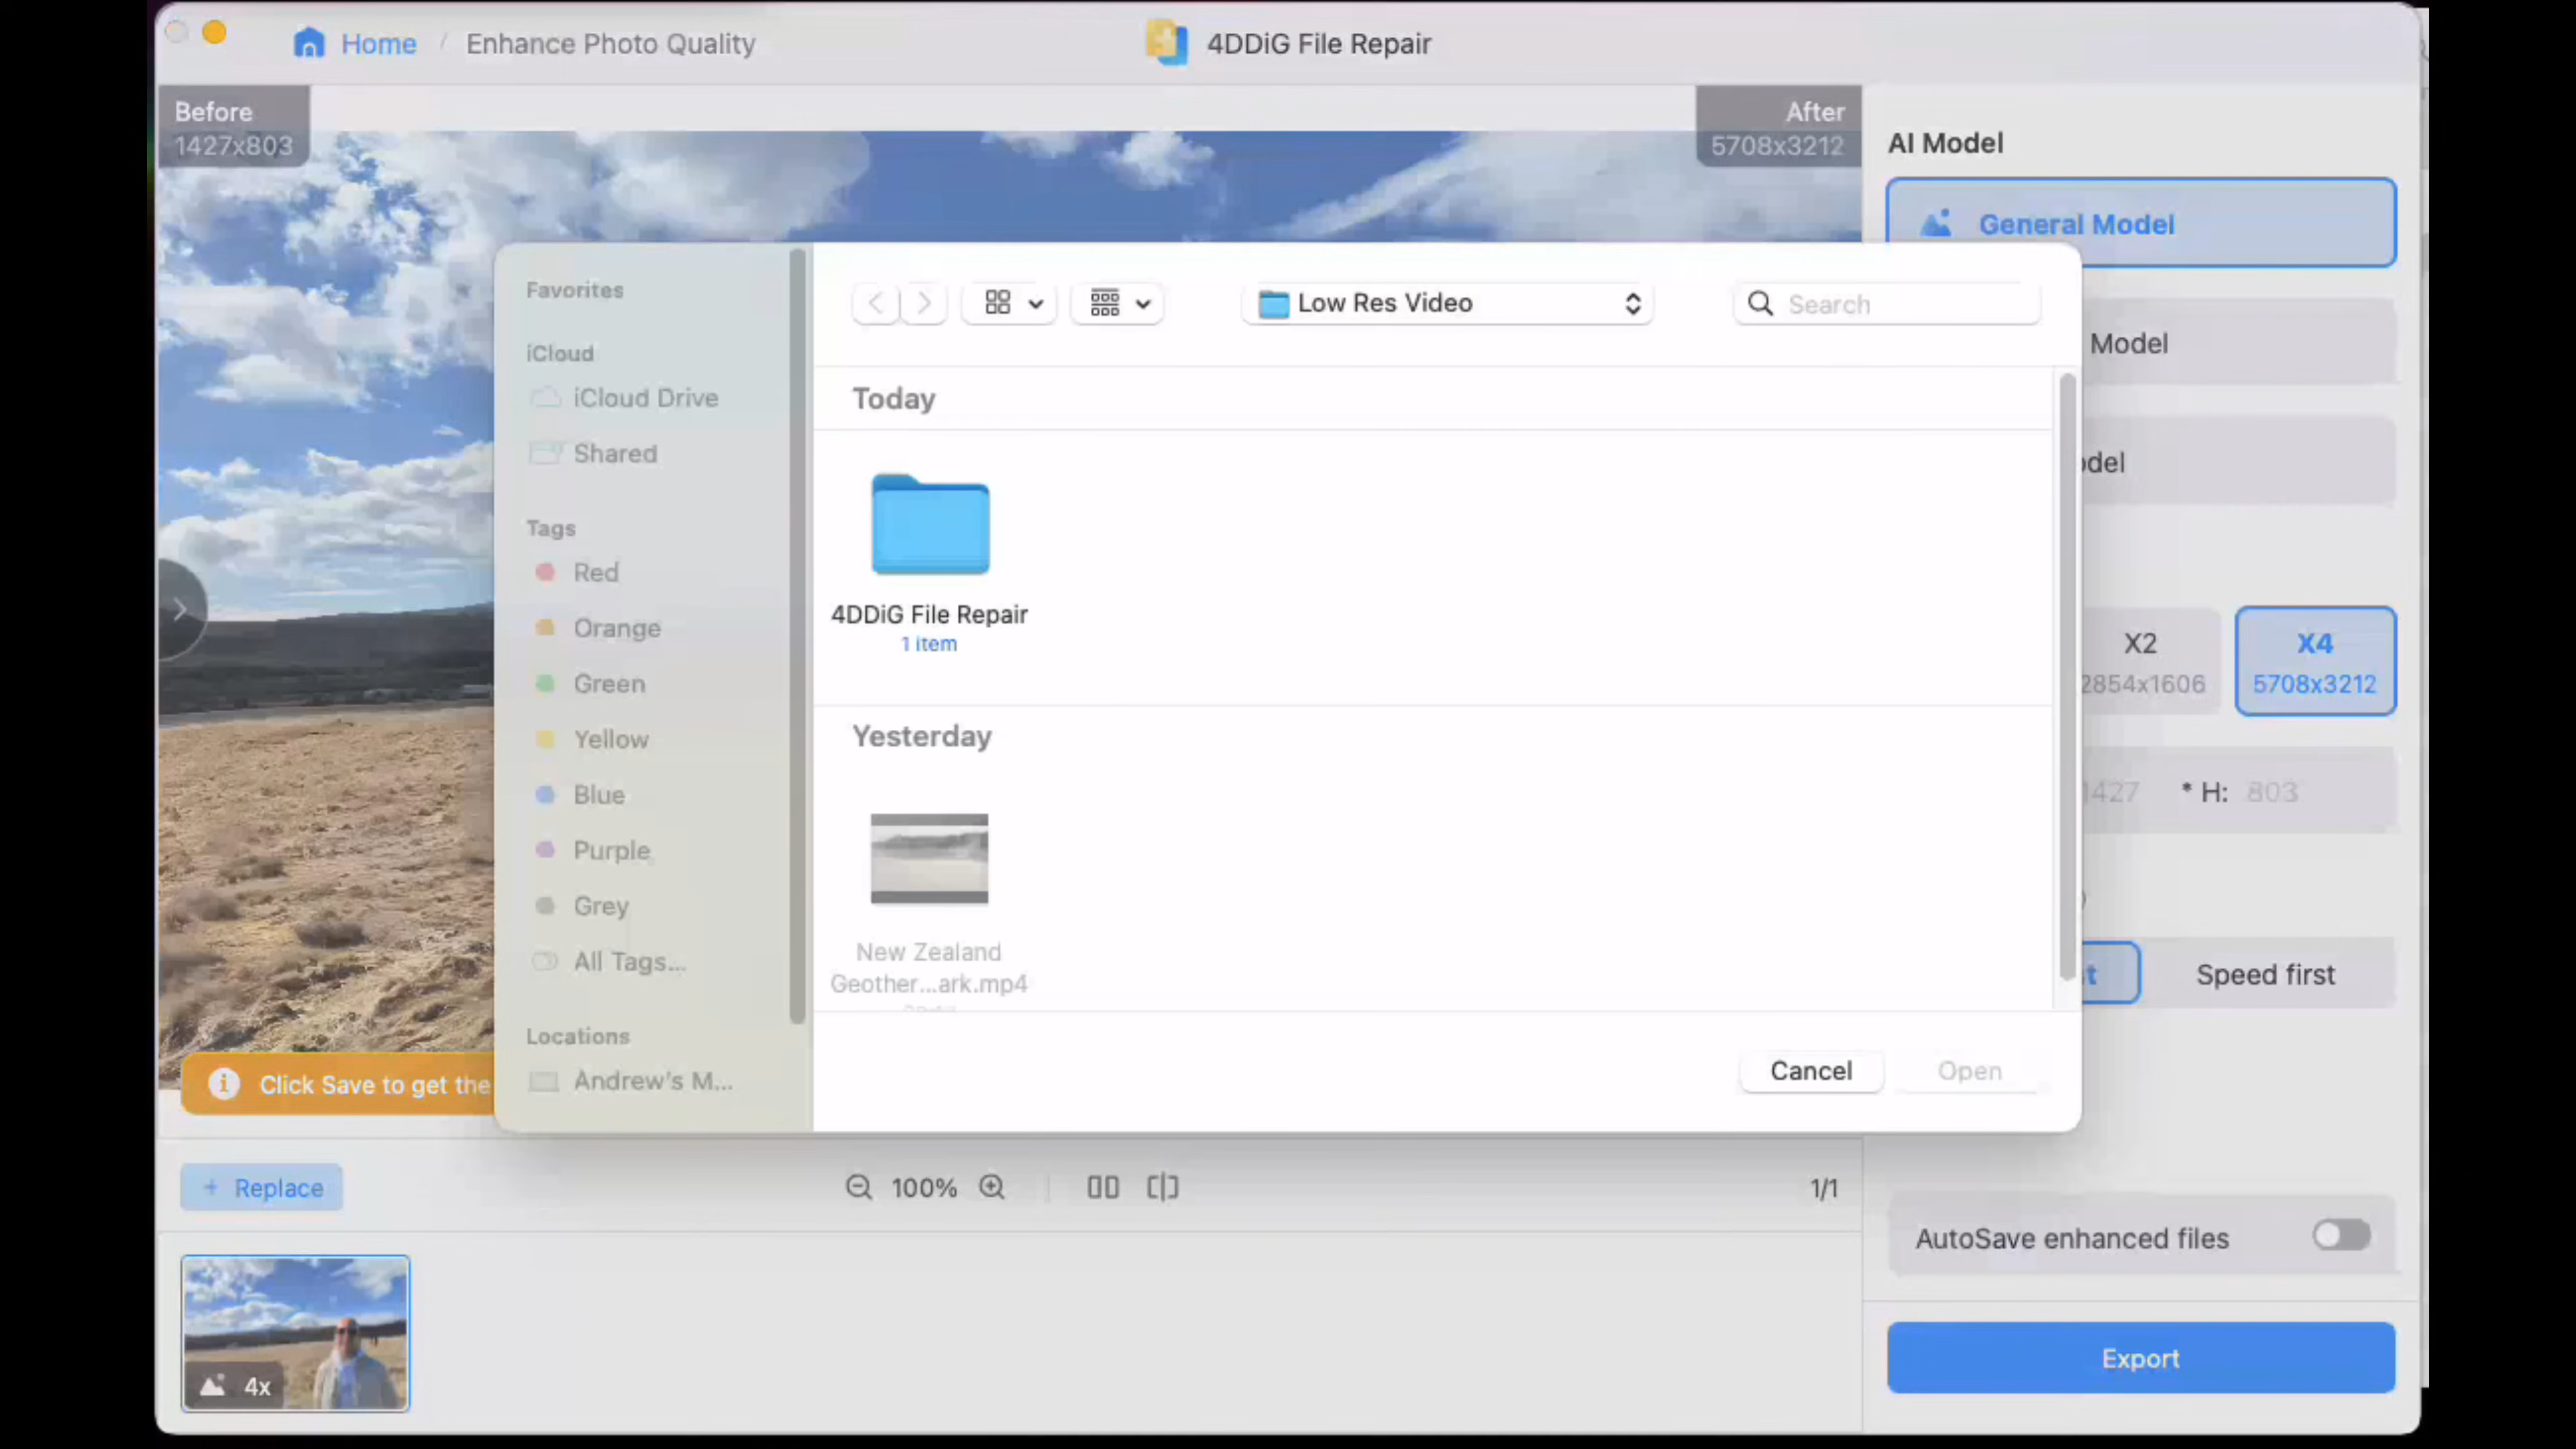 Home / Enhance Photo Quality
4DDiG File Repair
Before
1427x803
After
5708x3212
AI Model
General Model
Model
X2
2854x1606
X4
5708x3212
1427 * H: 803
Speed first
AutoSave enhanced files
Export
Favorites
iCloud
iCloud Drive
Shared
Tags
Red
Orange
Green
Yellow
Blue
Purple
Grey
All Tags...
Locations
Andrew's M...
Low Res Video
Search
Today
4DDiG File Repair
1 item
Yesterday
New Zealand
Geother...ark.mp4
Cancel
Open
Click Save to get the
+ Replace
100%
1/1
4x